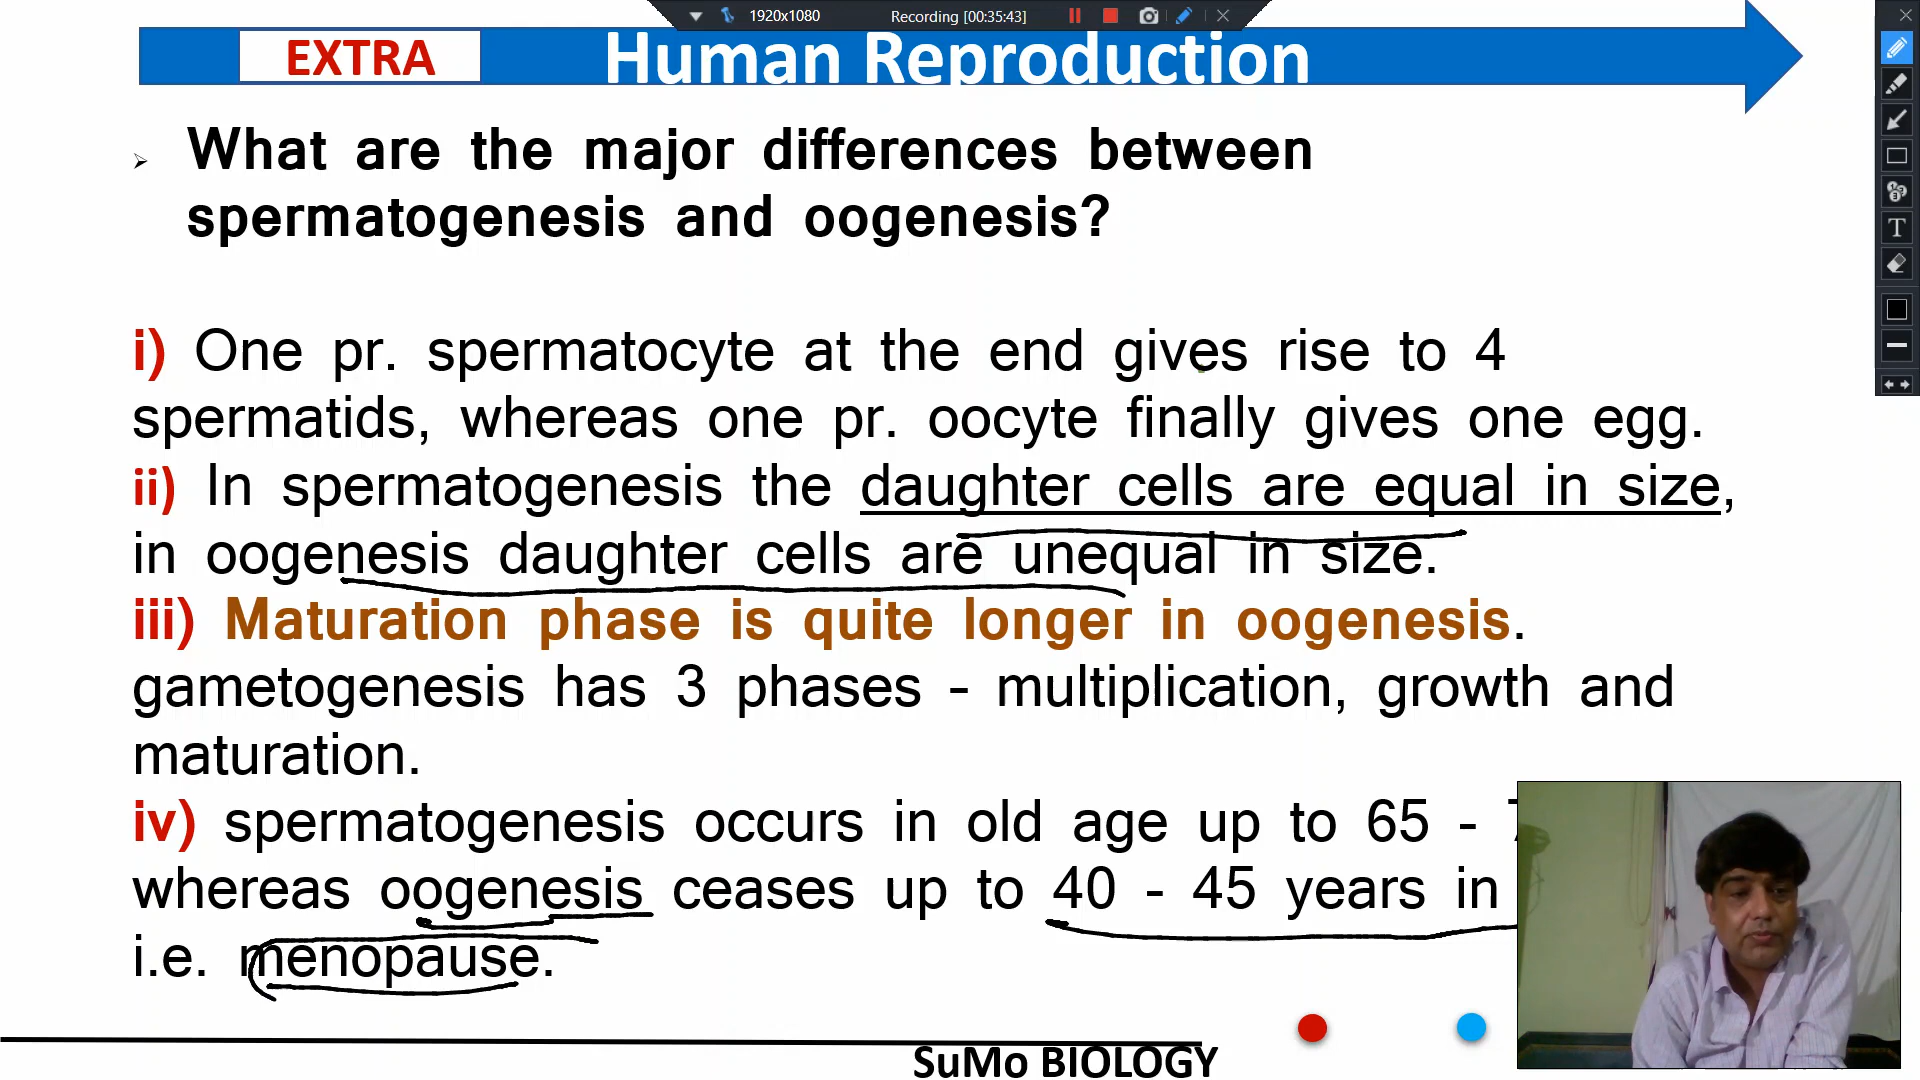 1920x1080 Recording [00:35:43]
EXTRA Human Reproduction
What are the major differences between
spermatogenesis and oogenesis?
i) One pr. spermatocyte at the end gives rise to 4
spermatids, whereas one pr. oocyte finally gives one egg.
ii) In spermatogenesis the daughter cells are equal in size,
in oogenesis daughter cells are unequal in size.
iii) Maturation phase is quite longer in oogenesis.
gametogenesis has 3 phases - multiplication, growth and
maturation.
iv) spermatogenesis occurs in old age up to 65 -
whereas oogenesis ceases up to 40 - 45 years in
i.e. menopause.
SuMo BIOLOGY